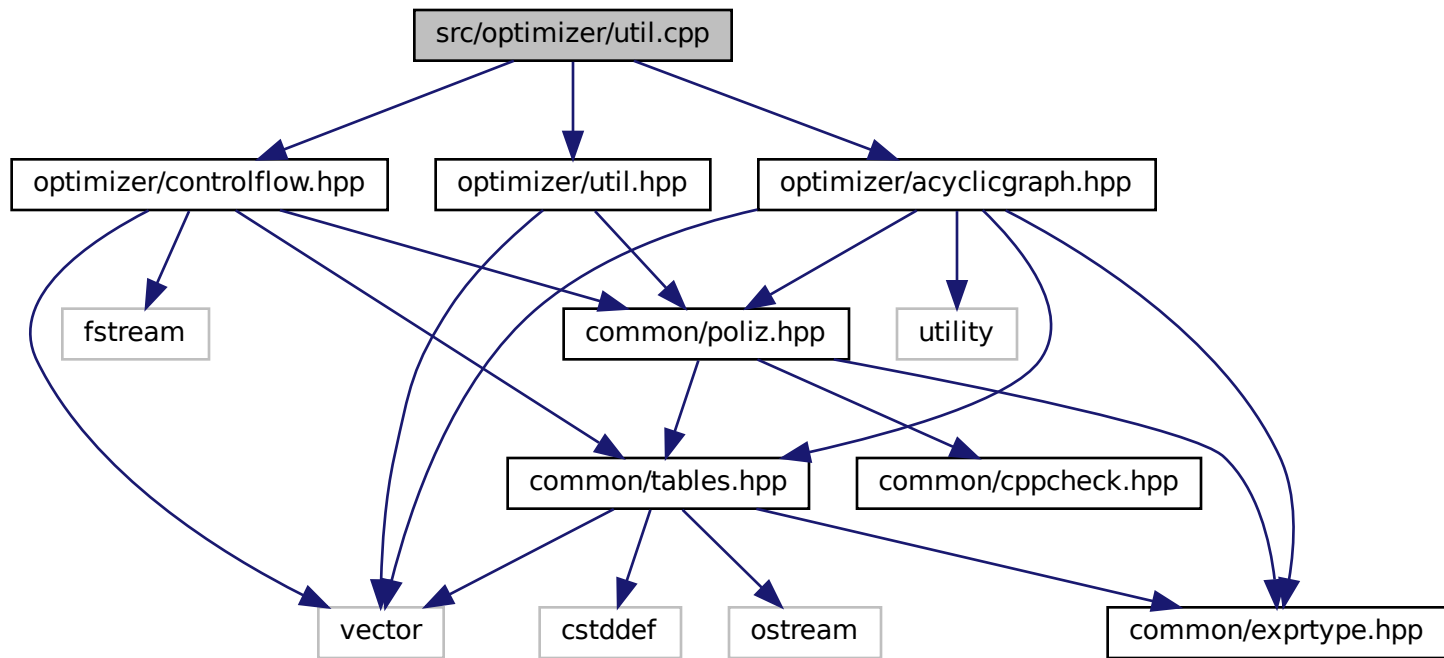 src/optimizer/util.cpp
optimizer/controlflow.hpp
optimizer/util.hpp
optimizer/acyclicgraph.hpp
fstream
common/poliz.hpp
utility
common/tables.hpp
common/cppcheck.hpp
vector
cstddef
ostream
common/exprtype.hpp